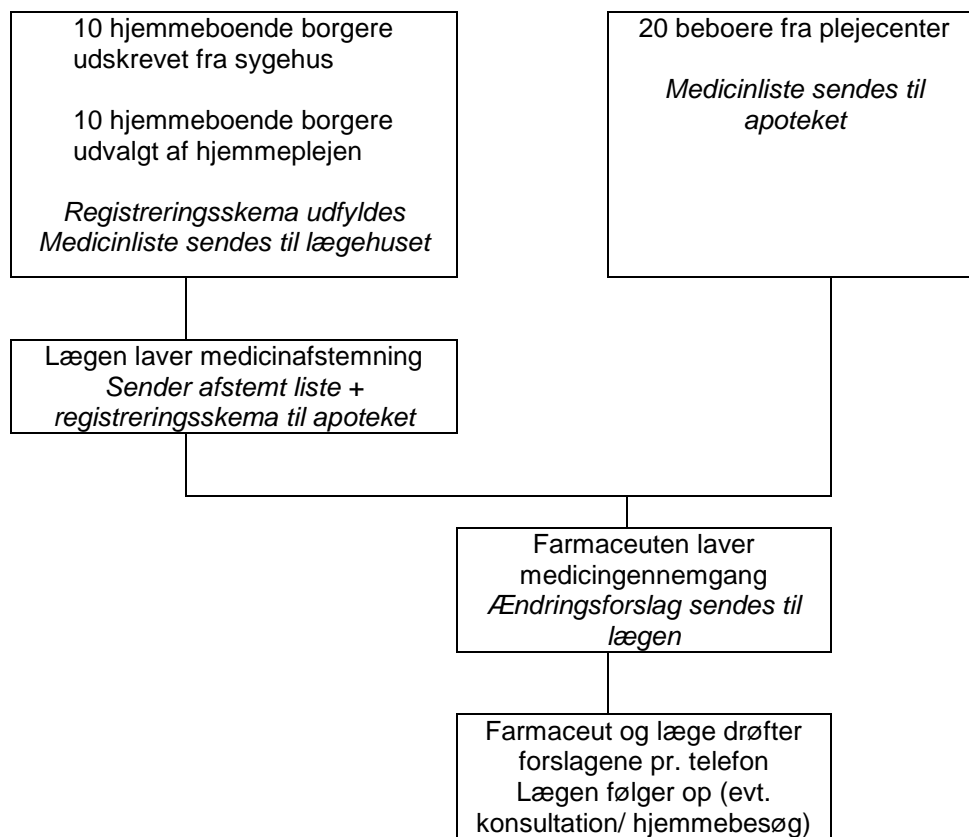 10 hjemmeboende borgere
udskrevet fra sygehus
10 hjemmeboende borgere
udvalgt af hjemmeplejen
Registreringsskema udfyldes
Medicinliste sendes til lægehuset
20 beboere fra plejecenter
Medicinliste sendes til
apoteket
Lægen laver medicinafstemning
Sender afstemt liste +
registreringsskema til apoteket
Farmaceuten laver
medicingennemgang
Ændringsforslag sendes til
lægen
Farmaceut og læge drøfter
forslagene pr. telefon
Lægen følger op (evt.
konsultation/ hjemmebesøg)